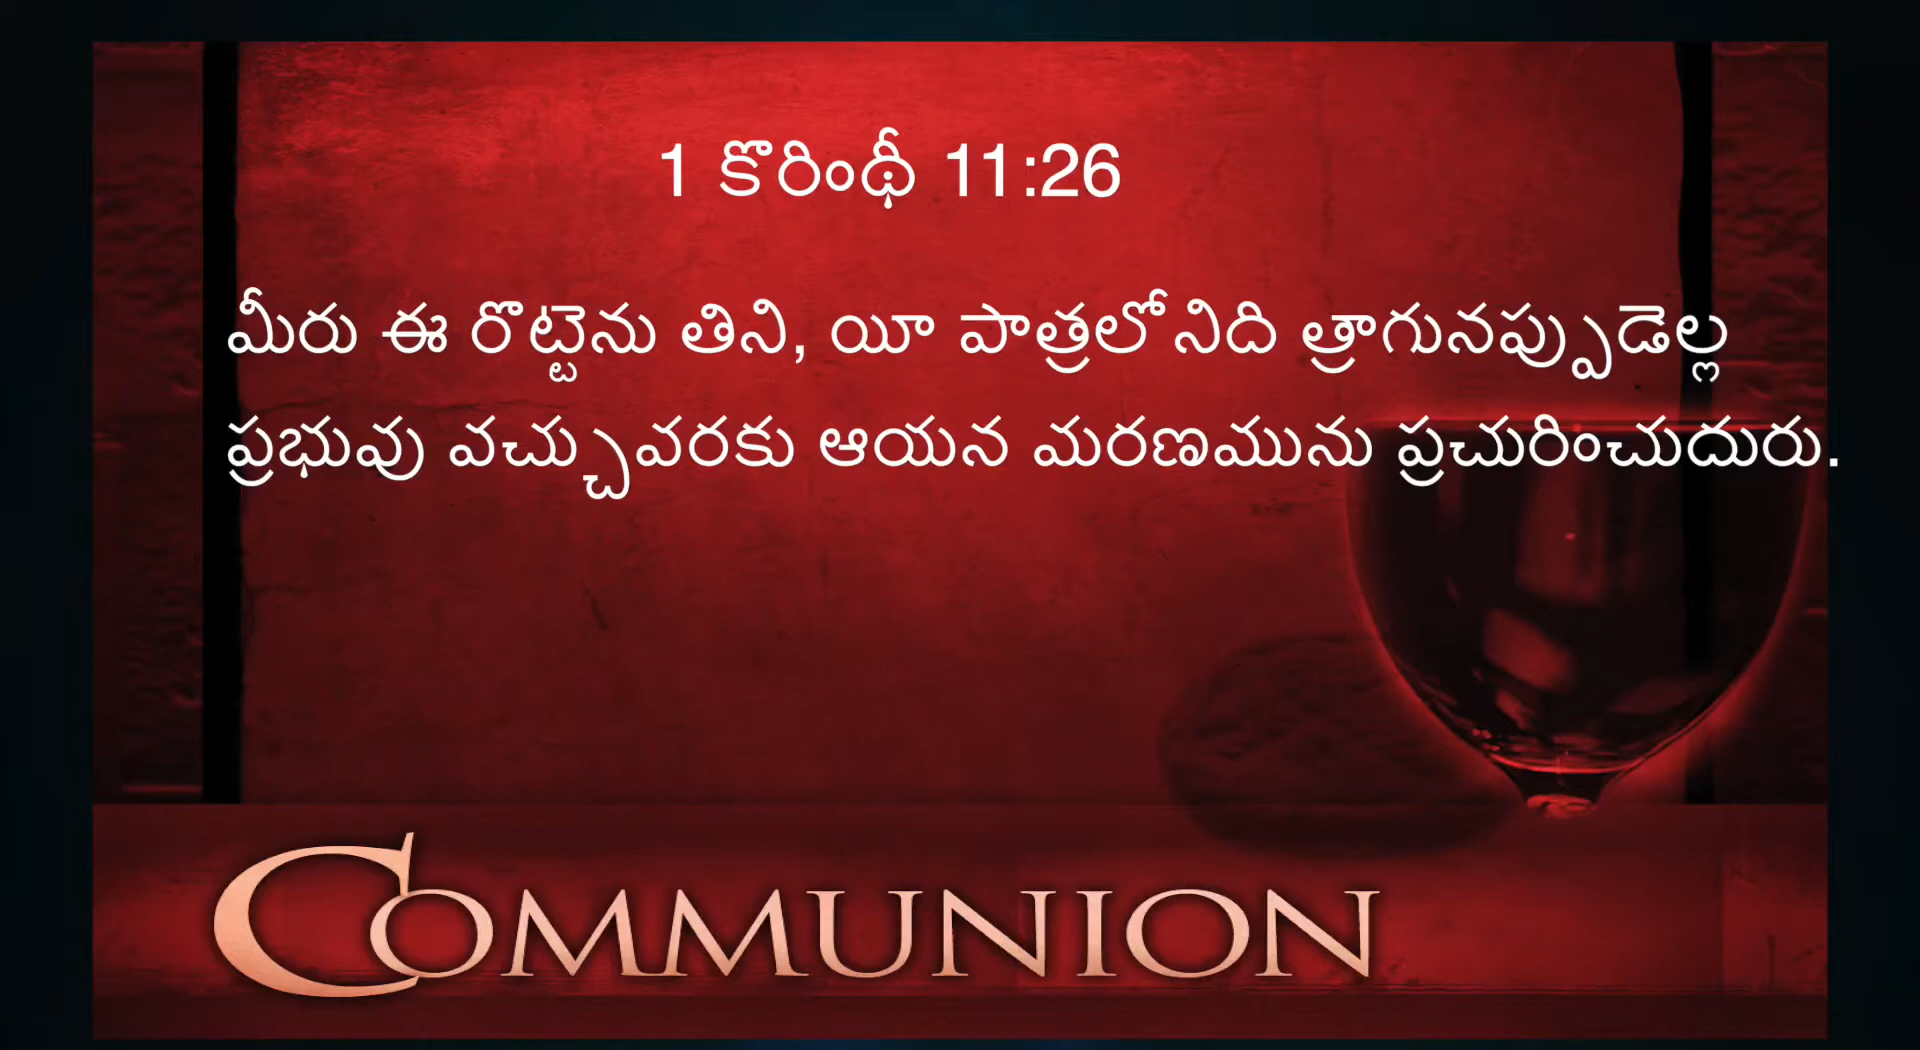 1 కొరింథీ 11:26
మీరు ఈ రొట్టెను తిని, యీ పాత్రలోనిది త్రాగునప్పుడెల్ల
ప్రభువు వచ్చువరకు ఆయన మరణమును ప్రచురించుదురు.
COMMUNION